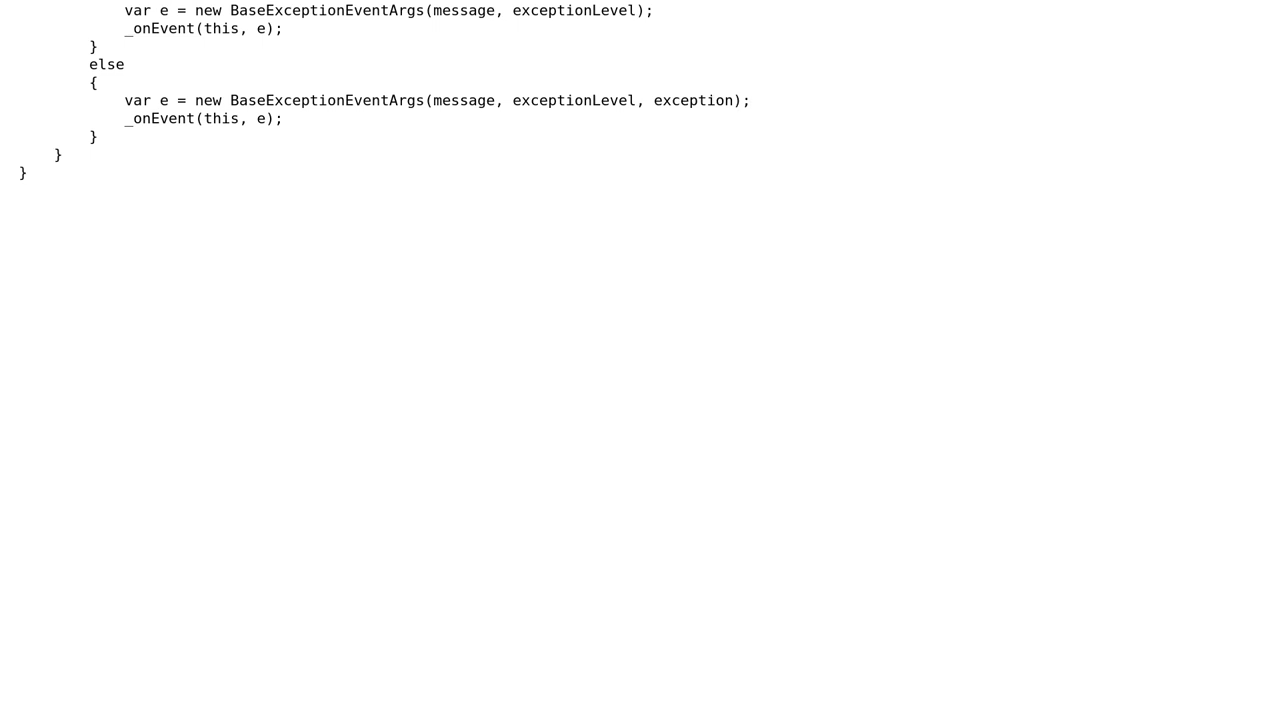 var e = new BaseExceptionEventArgs(message, exceptionLevel);
            _onEvent(this, e);
        }
        else
        {
            var e = new BaseExceptionEventArgs(message, exceptionLevel, exception);
            _onEvent(this, e);
        }
    }
}